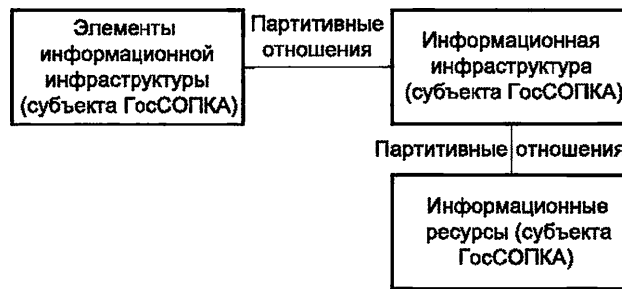 Элементы
информационной
инфраструктуры
(субъекта ГосСОПКА)
Партитивные
отношения
Информационная
инфраструктура
(субъекта ГосСОПКА)
Партитивные отношения
Информационные
ресурсы (субъекта
ГосСОПКА)